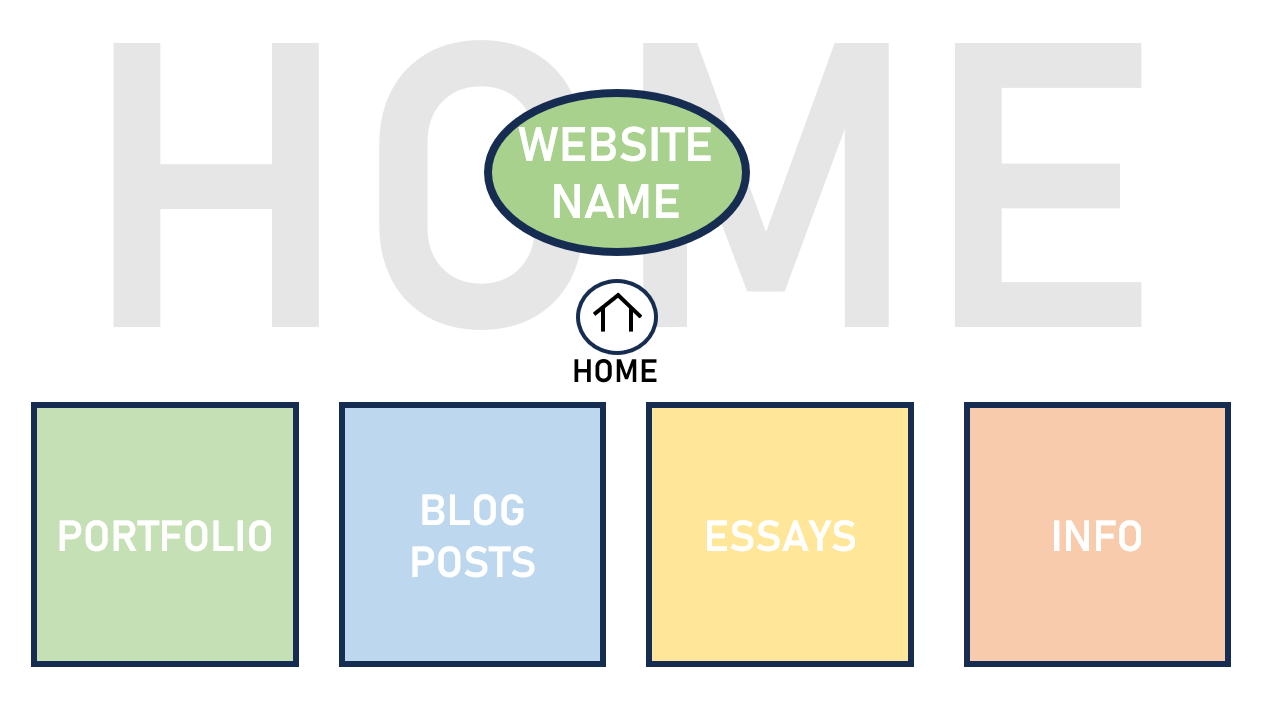 HOME
WEBSITE
NAME
HOME
PORTFOLIO
BLOG
POSTS
ESSAYS
INFO